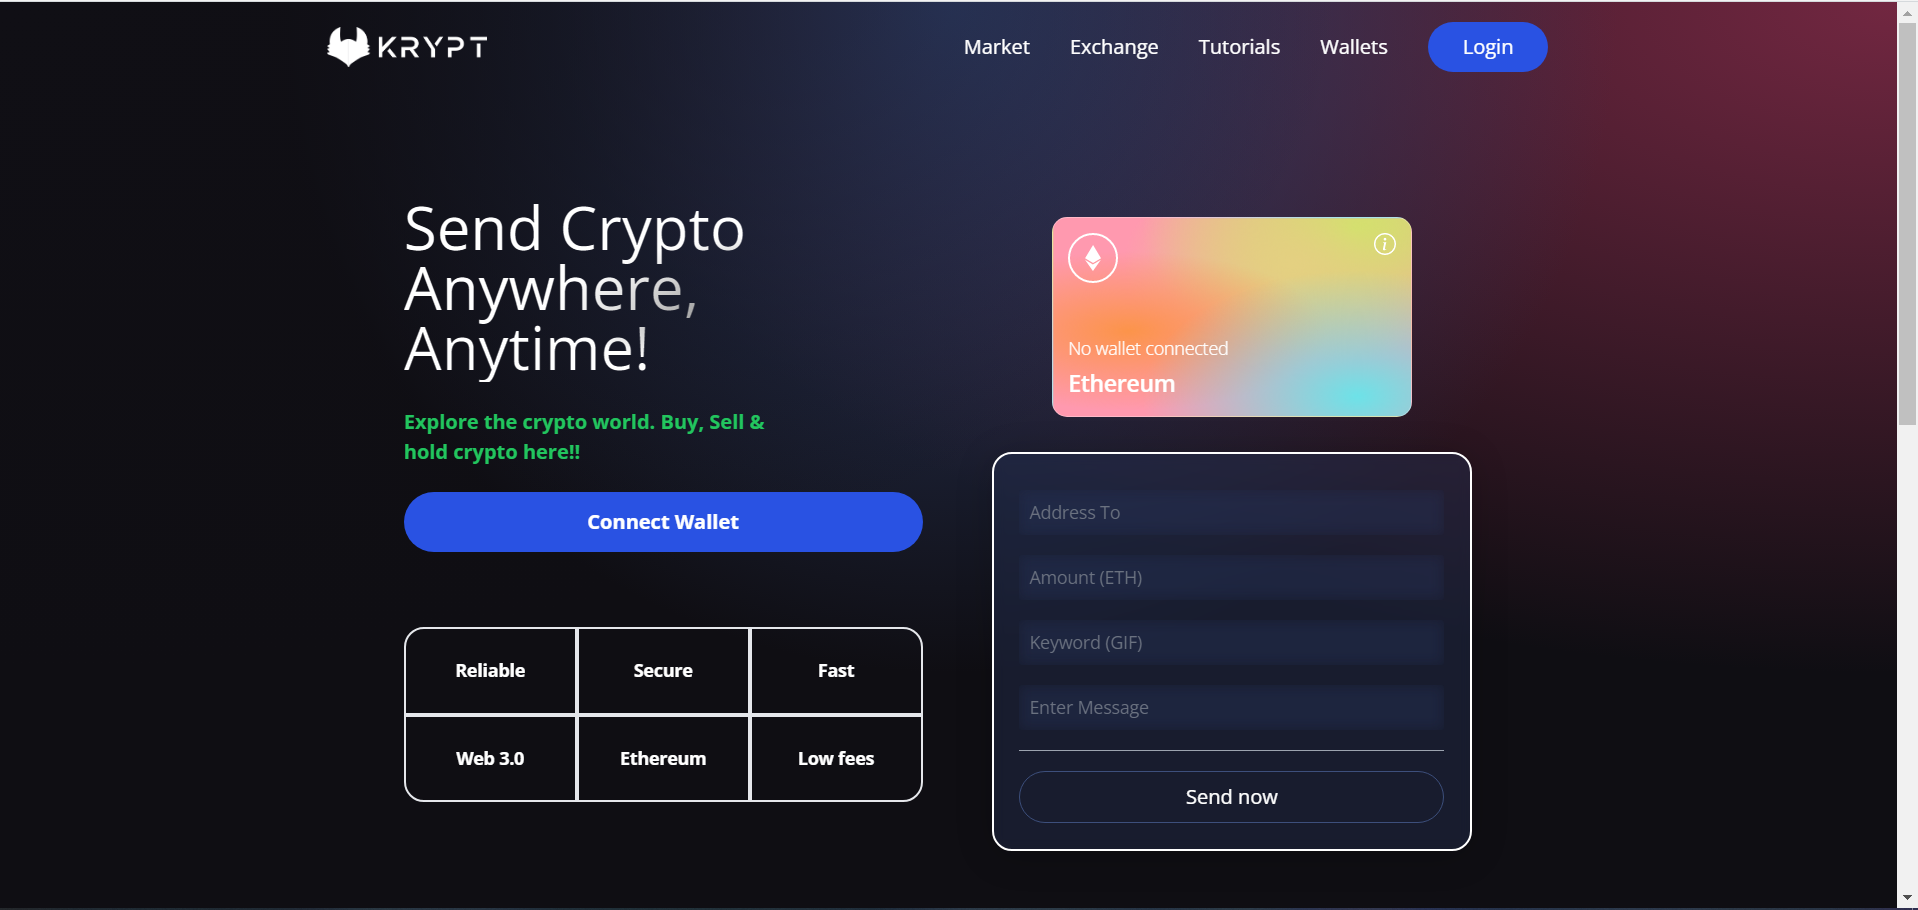 KRYPT
Market
Exchange
Tutorials
Wallets
Login
Send Crypto
Anywhere,
Anytime!
Explore the crypto world. Buy, Sell &
hold crypto here!!
Connect Wallet
Reliable
Secure
Fast
Web 3.0
Ethereum
Low fees
No wallet connected
Ethereum
Address To
Amount (ETH)
Keyword (GIF)
Enter Message
Send now